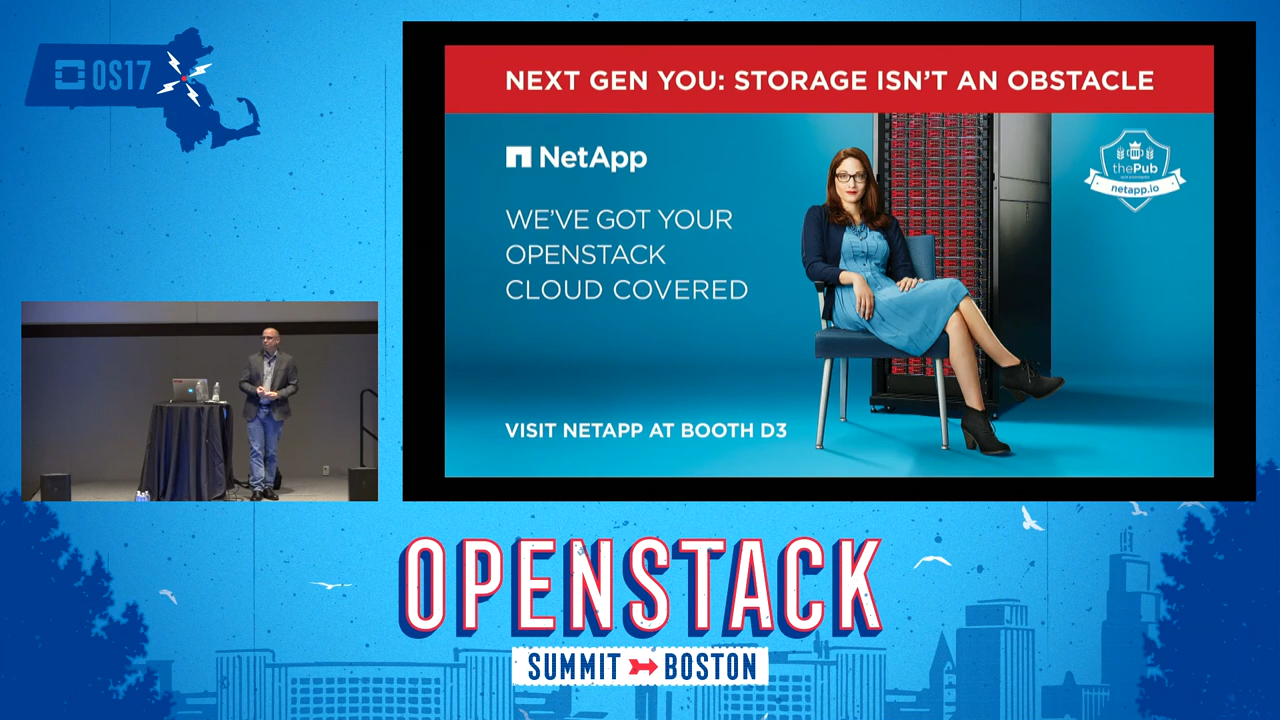 OS17
NEXT GEN YOU: STORAGE ISN'T AN OBSTACLE
NetApp
thePub
netapp.io
WE'VE GOT YOUR
OPENSTACK
CLOUD COVERED
VISIT NETAPP AT BOOTH D3
OPENSTACK
SUMMIT BOSTON